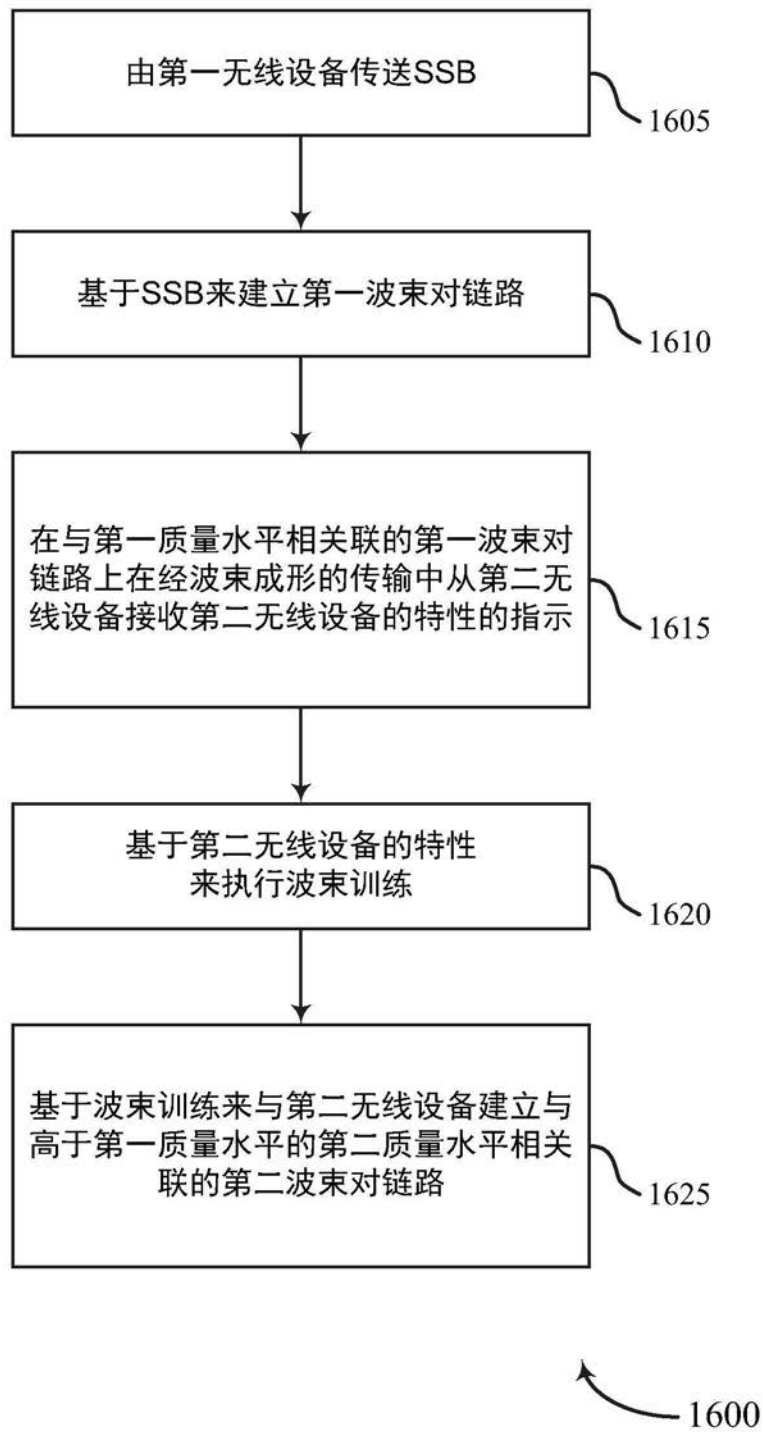 由第一无线设备传送SSB
1605
基于SSB来建立第一波束对链路
1610
在与第一质量水平相关联的第一波束对
链路上在经波束成形的传输中从第二无
线设备接收第二无线设备的特性的指示
1615
基于第二无线设备的特性
来执行波束训练
1620
基于波束训练来与第二无线设备建立与
高于第一质量水平的第二质量水平相关
联的第二波束对链路
1625
1600